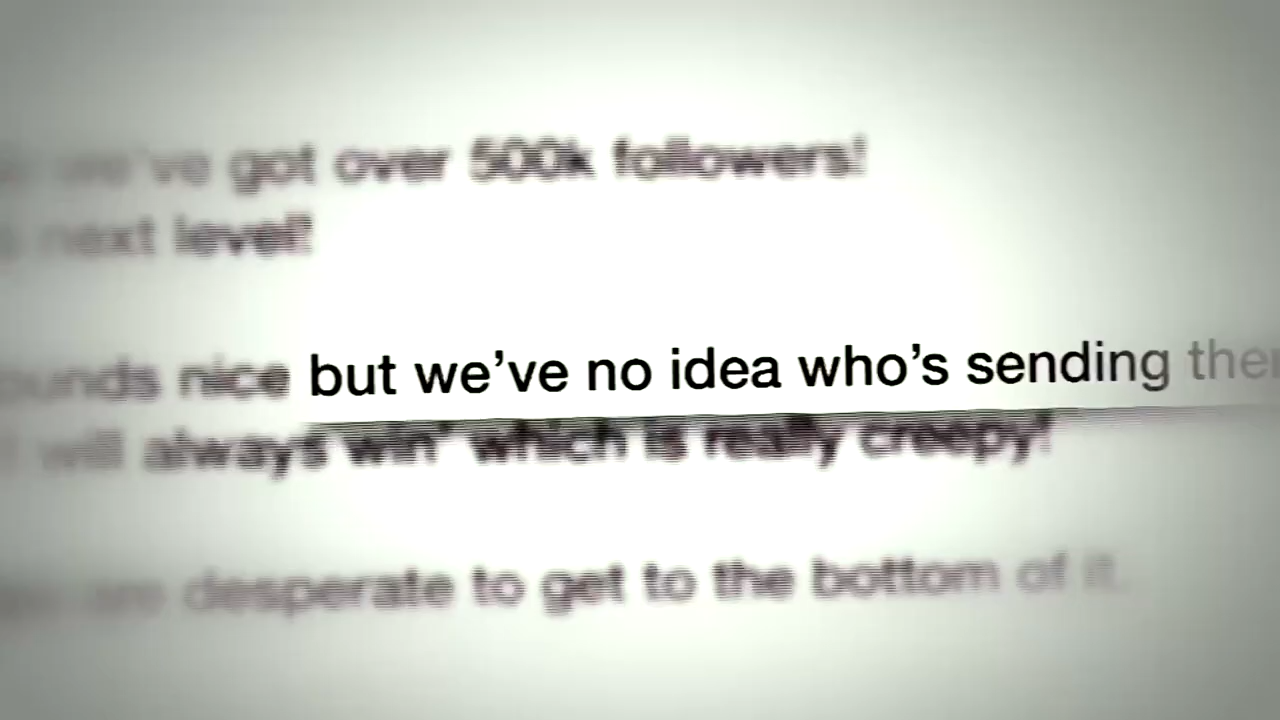 we've got over 500k followers!
next level!
nice but we've no idea who's sending
will always win' which is really creepy!
are desperate to get to the bottom of it.